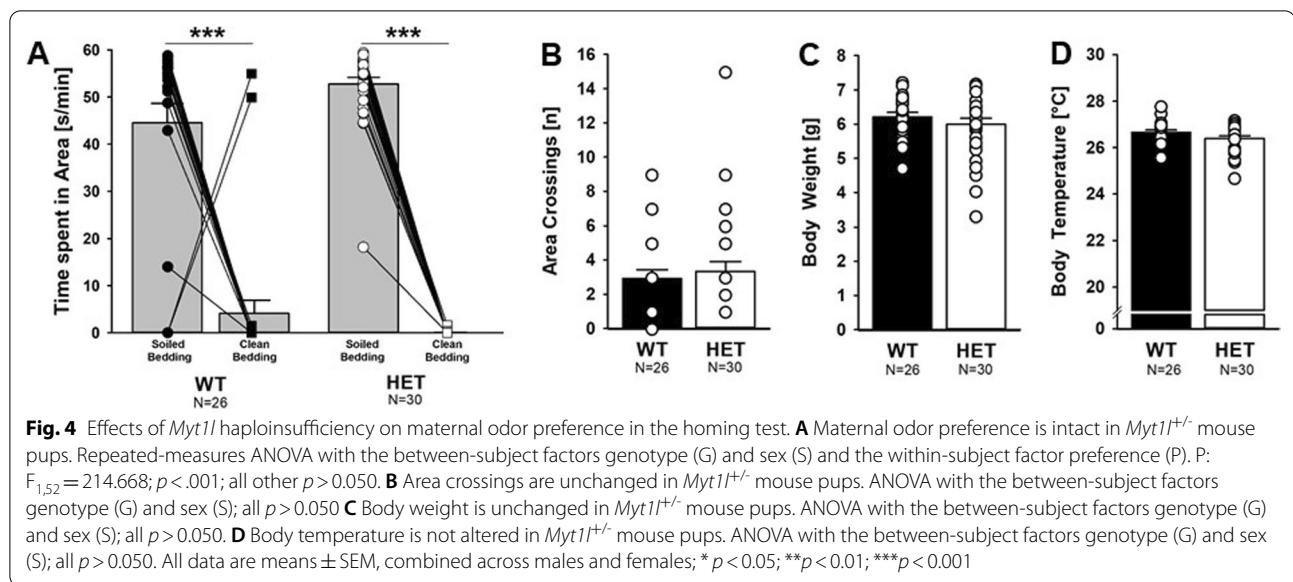 A
***
***
Time spent in Area [s/min]
60
50
40
30
20
10
0
Soiled Bedding
Clean Bedding
Soiled Bedding
Clean Bedding
WT
HET
N=26
N=30
B
Area Crossings [n]
16
14
12
10
8
6
4
2
0
WT
HET
N=26
N=30
C
Body Weight [g]
9
8
7
6
5
4
3
2
1
0
WT
HET
N=26
N=30
D
Body Temperature [°C]
30
28
26
24
22
20
0
WT
HET
N=26
N=30
Fig. 4 Effects of Myt1l haploinsufficiency on maternal odor preference in the homing test. A Maternal odor preference is intact in Myt1l+/- mouse
pups. Repeated-measures ANOVA with the between-subject factors genotype (G) and sex (S) and the within-subject factor preference (P). P:
F1,52 = 214.668; p < .001; all other p > 0.050. B Area crossings are unchanged in Myt1l+/- mouse pups. ANOVA with the between-subject factors
genotype (G) and sex (S); all p > 0.050 C Body weight is unchanged in Myt1l+/- mouse pups. ANOVA with the between-subject factors genotype (G)
and sex (S); all p > 0.050. D Body temperature is not altered in Myt1l+/- mouse pups. ANOVA with the between-subject factors genotype (G) and sex
(S); all p > 0.050. All data are means ± SEM, combined across males and females; * p < 0.05; **p < 0.01; ***p < 0.001